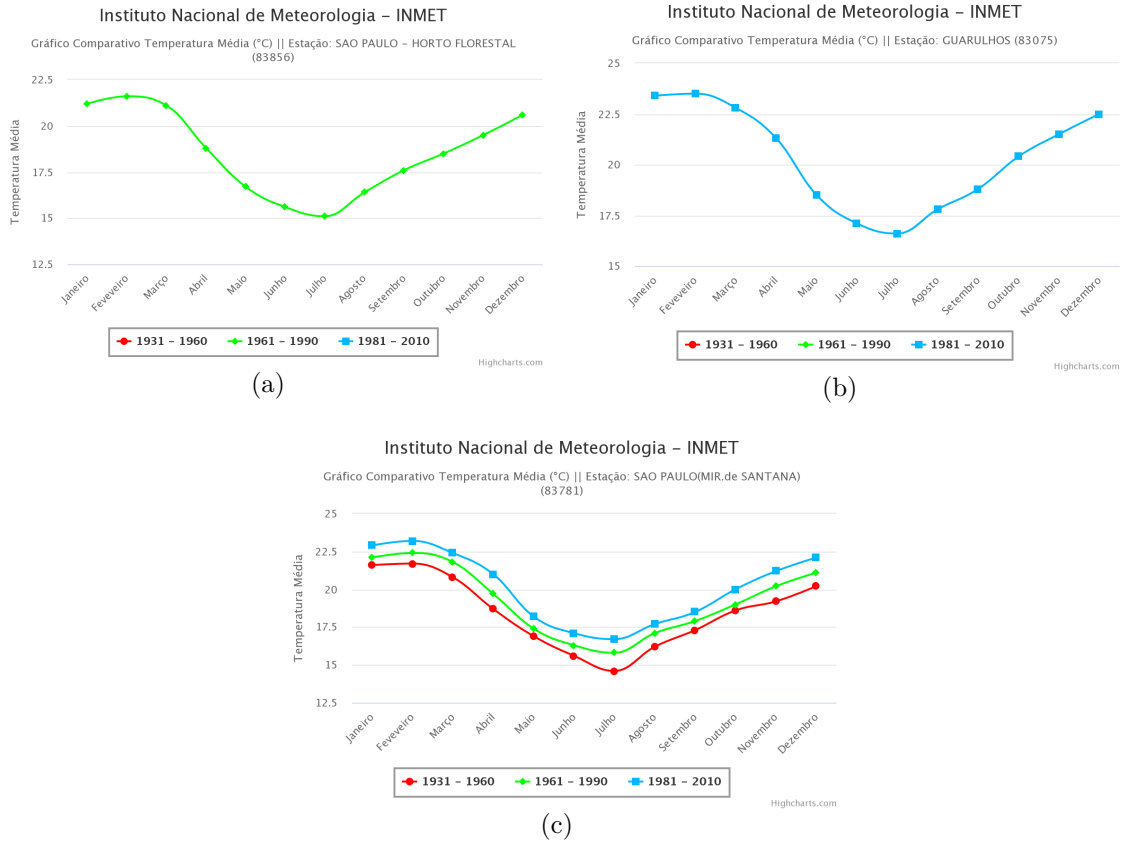 Instituto Nacional de Meteorologia – INMET
Gráfico Comparativo Temperatura Média (°C) || Estação: SAO PAULO – HORTO FLORESTAL
(83856)
Temperatura Média
22.5
20
17.5
15
12.5
Janeiro
Feveveiro
Março
Abril
Maio
Junho
Julho
Agosto
Setembro
Outubro
Novembro
Dezembro
1931 – 1960
1961 – 1990
1981 – 2010
Highcharts.com
(a)
Instituto Nacional de Meteorologia – INMET
Gráfico Comparativo Temperatura Média (°C) || Estação: GUARULHOS (83075)
Temperatura Média
25
22.5
20
17.5
15
Janeiro
Feveveiro
Março
Abril
Maio
Junho
Julho
Agosto
Setembro
Outubro
Novembro
Dezembro
1931 – 1960
1961 – 1990
1981 – 2010
Highcharts.com
(b)
Instituto Nacional de Meteorologia – INMET
Gráfico Comparativo Temperatura Média (°C) || Estação: SAO PAULO(MIR.de SANTANA)
(83781)
Temperatura Média
25
22.5
20
17.5
15
12.5
Janeiro
Feveveiro
Março
Abril
Maio
Junho
Julho
Agosto
Setembro
Outubro
Novembro
Dezembro
1931 – 1960
1961 – 1990
1981 – 2010
Highcharts.com
(c)